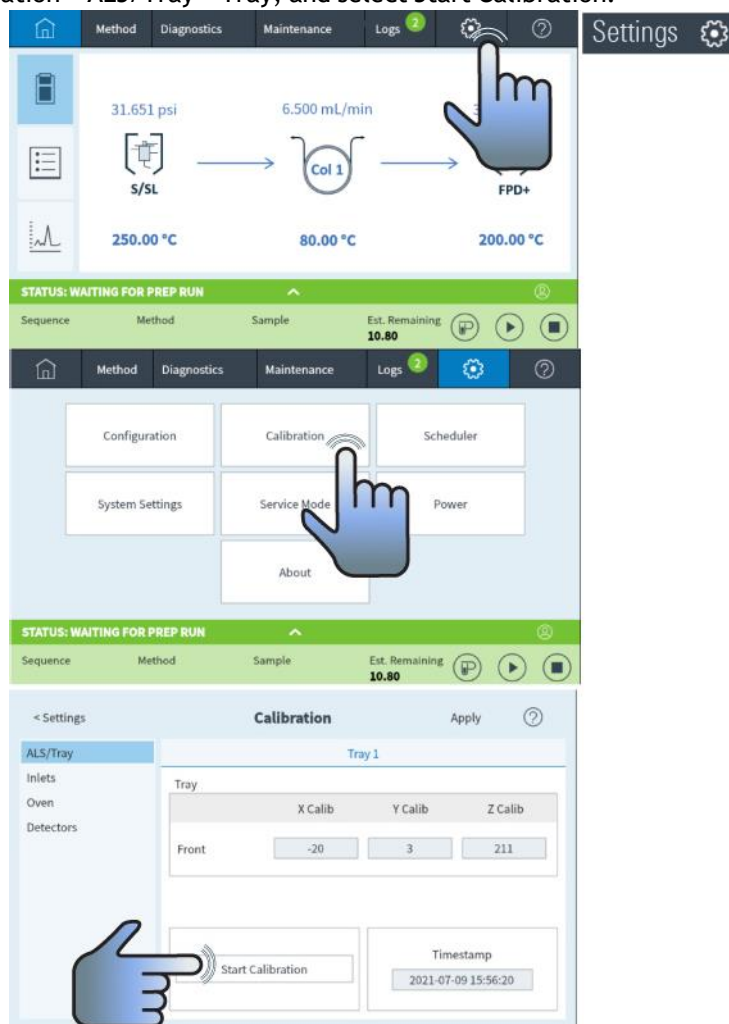 ation > ALS/Tray > Tray, and select Start Calibration.
Method Diagnostics Maintenance Logs 2
Settings
31.651 psi 6.500 mL/min 3
Col 1
S/SL FPD+
250.00 °C 80.00 °C 200.00 °C
STATUS: WAITING FOR PREP RUN
Sequence Method Sample Est. Remaining
10.80
Method Diagnostics Maintenance Logs 2
Configuration Calibration Scheduler
System Settings Service Mode Power
About
STATUS: WAITING FOR PREP RUN
Sequence Method Sample Est. Remaining
10.80
< Settings Calibration Apply
ALS/Tray Tray 1
Inlets Tray
Oven X Calib Y Calib Z Calib
Detectors
Front -20 3 211
Start Calibration Timestamp
2021-07-09 15:56:20